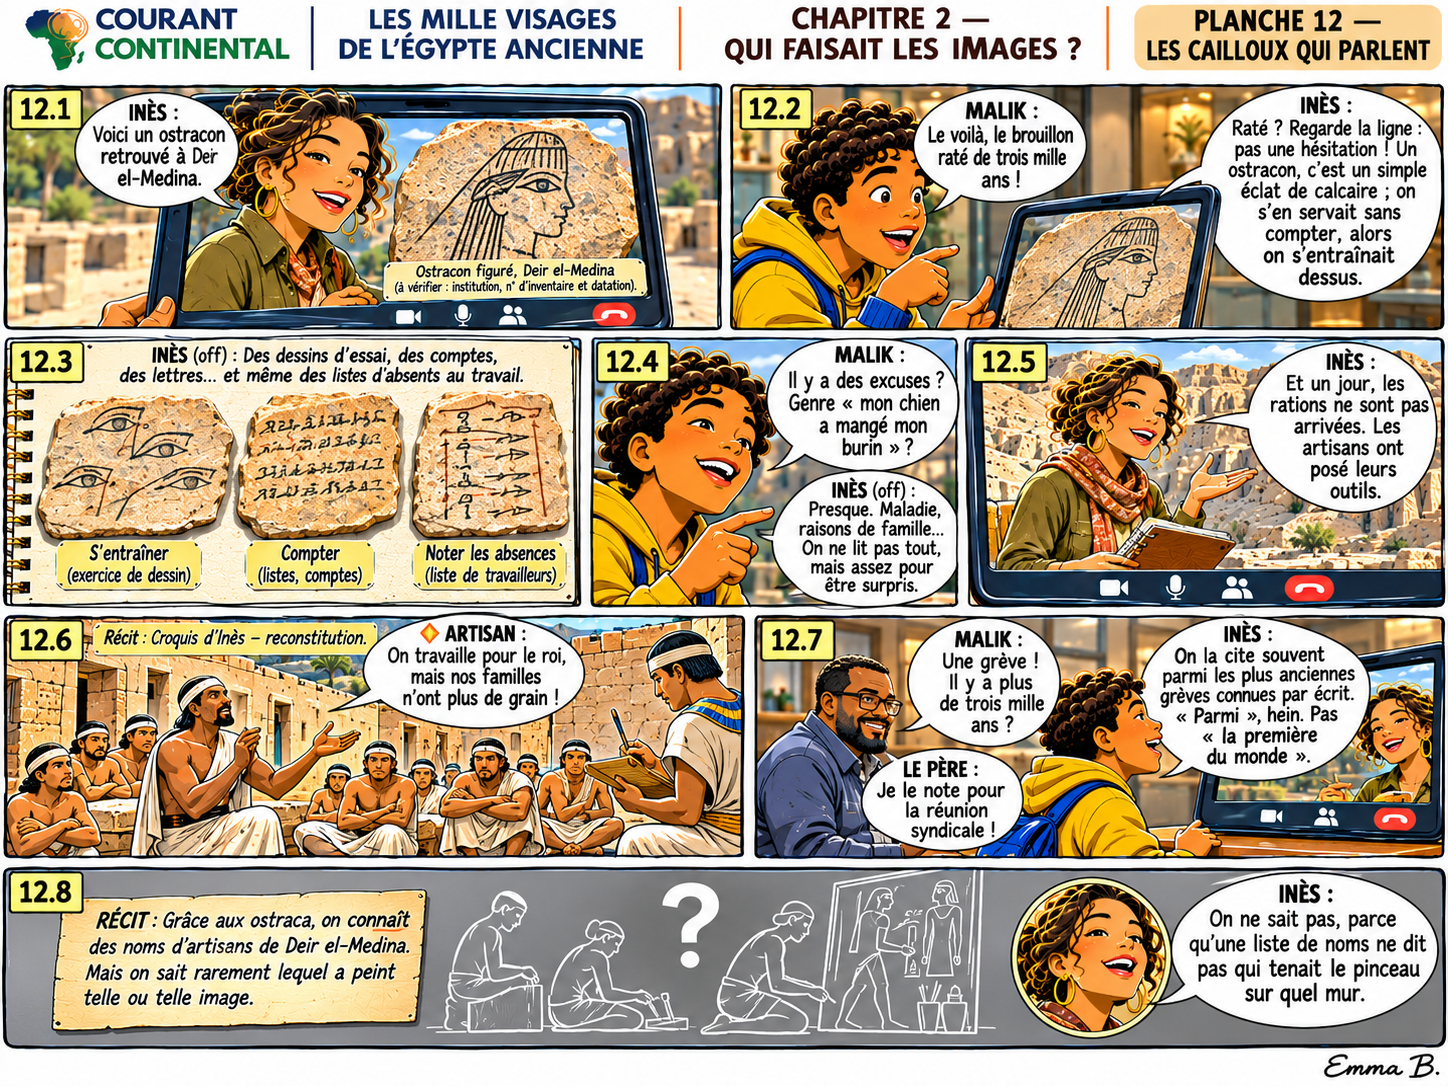 COURANT
CONTINENTAL
LES MILLE VISAGES
DE L'ÉGYPTE ANCIENNE
CHAPITRE 2 —
QUI FAISAIT LES IMAGES ?
PLANCHE 12 —
LES CAILLOUX QUI PARLENT
12.1
INÈS :
Voici un ostracon
retrouvé à Deir
el-Medina.
Ostracon figuré, Deir el-Medina
(à vérifier : institution, n° d'inventaire et datation).
12.2
MALIK :
Le voilà, le brouillon
raté de trois mille
ans !
INÈS :
Raté ? Regarde la ligne :
pas une hésitation ! Un
ostracon, c'est un simple
éclat de calcaire ; on
s'en servait sans
compter, alors
on s'entraînait
dessus.
12.3
INÈS (off) : Des dessins d'essai, des comptes,
des lettres... et même des listes d'absents au travail.
S'entraîner
(exercice de dessin)
Compter
(listes, comptes)
Noter les absences
(liste de travailleurs)
12.4
MALIK :
Il y a des excuses ?
Genre « mon chien
a mangé mon
burin » ?
INÈS (off) :
Presque. Maladie,
raisons de famille...
On ne lit pas tout,
mais assez pour
être surpris.
12.5
INÈS :
Et un jour, les
rations ne sont pas
arrivées. Les
artisans ont
posé leurs
outils.
12.6
Récit : Croquis d'Inès – reconstitution.
ARTISAN :
On travaille pour le roi,
mais nos familles
n'ont plus de grain !
12.7
MALIK :
Une grève !
Il y a plus
de trois mille
ans ?
LE PÈRE :
Je le note pour
la réunion
syndicale !
INÈS :
On la cite souvent
parmi les plus anciennes
grèves connues par écrit.
« Parmi », hein. Pas
« la première
du monde ».
12.8
RÉCIT : Grâce aux ostraca, on connaît
des noms d'artisans de Deir el-Medina.
Mais on sait rarement lequel a peint
telle ou telle image.
?
INÈS :
On ne sait pas, parce
qu'une liste de noms ne dit
pas qui tenait le pinceau
sur quel mur.
Emma B.